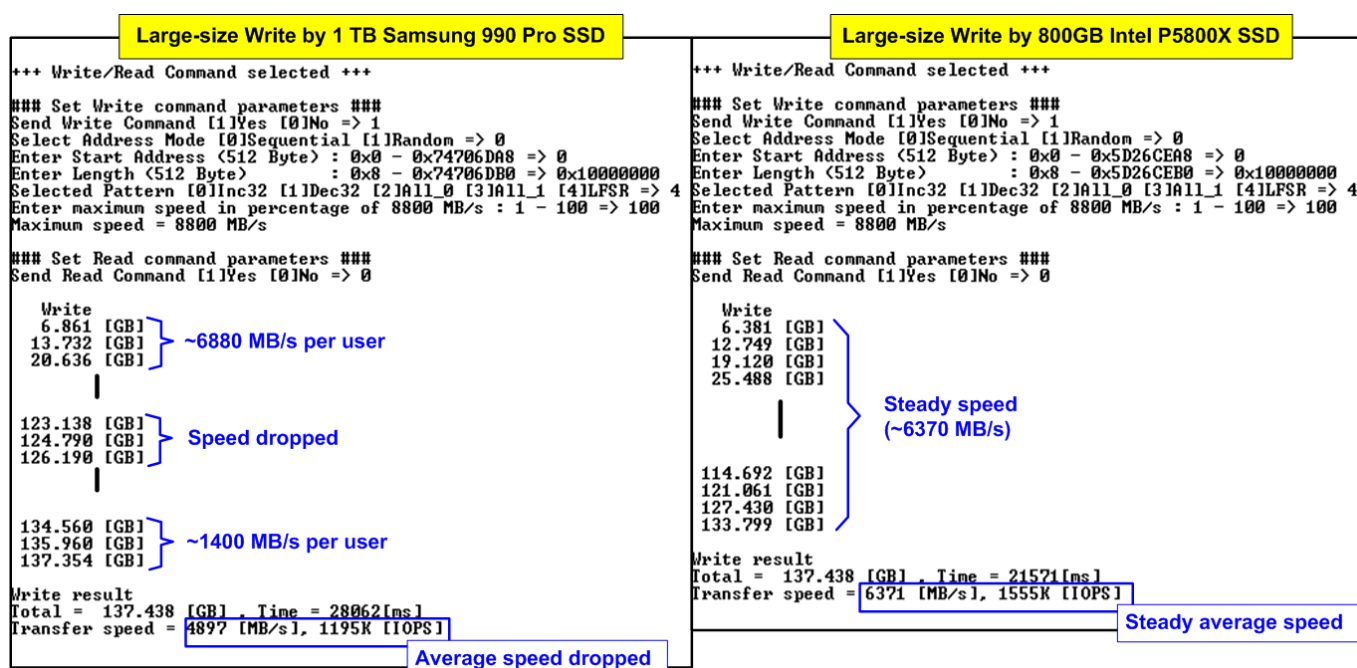 Large-size Write by 1 TB Samsung 990 Pro SSD
+++ Write/Read Command selected +++
### Set Write command parameters ###
Send Write Command [1]Yes [0]No => 1
Select Address Mode [0]Sequential [1]Random => 0
Enter Start Address (512 Byte) : 0x0 - 0x74706DA8 => 0
Enter Length (512 Byte) : 0x8 - 0x74706DB0 => 0x10000000
Selected Pattern [0]Inc32 [1]Dec32 [2]All_0 [3]All_1 [4]LFSR => 4
Enter maximum speed in percentage of 8800 MB/s : 1 - 100 => 100
Maximum speed = 8800 MB/s
### Set Read command parameters ###
Send Read Command [1]Yes [0]No => 0
Write
6.861 [GB]
13.732 [GB]
20.636 [GB]
~6880 MB/s per user
123.138 [GB]
124.790 [GB]
126.190 [GB]
Speed dropped
134.560 [GB]
135.960 [GB]
137.354 [GB]
~1400 MB/s per user
Write result
Total = 137.438 [GB] , Time = 28062[ms]
Transfer speed = 4897 [MB/s], 1195K [IOPS]
Average speed dropped
Large-size Write by 800GB Intel P5800X SSD
+++ Write/Read Command selected +++
### Set Write command parameters ###
Send Write Command [1]Yes [0]No => 1
Select Address Mode [0]Sequential [1]Random => 0
Enter Start Address (512 Byte) : 0x0 - 0x5D26CEA8 => 0
Enter Length (512 Byte) : 0x8 - 0x5D26CEB0 => 0x10000000
Selected Pattern [0]Inc32 [1]Dec32 [2]All_0 [3]All_1 [4]LFSR => 4
Enter maximum speed in percentage of 8800 MB/s : 1 - 100 => 100
Maximum speed = 8800 MB/s
### Set Read command parameters ###
Send Read Command [1]Yes [0]No => 0
Write
6.381 [GB]
12.749 [GB]
19.120 [GB]
25.488 [GB]
Steady speed
(~6370 MB/s)
114.692 [GB]
121.061 [GB]
127.430 [GB]
133.799 [GB]
Write result
Total = 137.438 [GB] , Time = 21571[ms]
Transfer speed = 6371 [MB/s], 1555K [IOPS]
Steady average speed